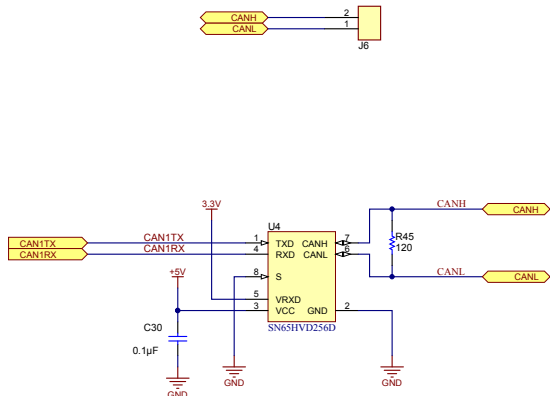 CANH 2
CANL 1
J6
3.3V
U4
CANH CANH
CAN1TX CAN1TX 1 TXD CANH 7
R45
CAN1RX CAN1RX 4 RXD CANL 6
120
+5V 8 S
CANL CANL
5 VRXD
3 VCC GND 2
C30
SN65HVD256D
0.1µF
GND GND GND